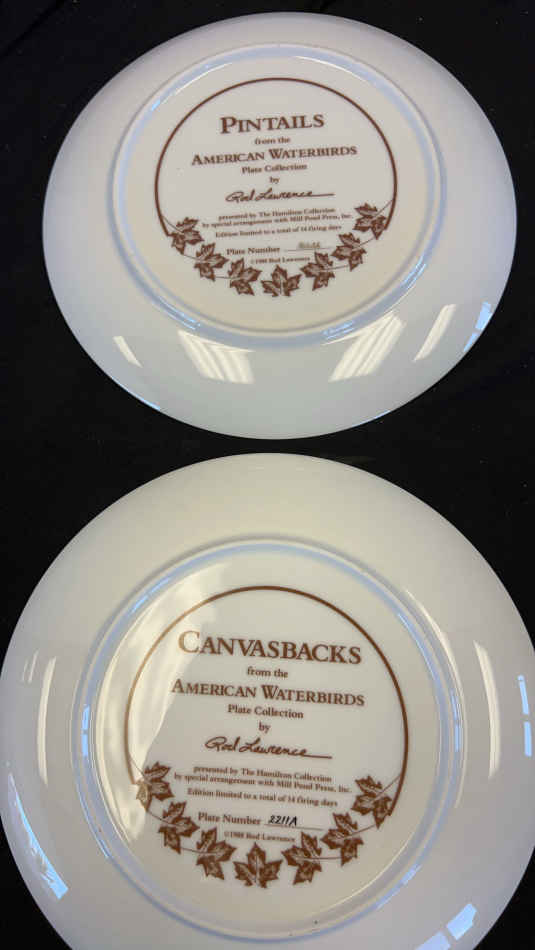 PINTAILS
from the
AMERICAN WATERBIRDS
Plate Collection
by
Rod Lawrence
presented by The Hamilton Collection
by special arrangement with Mill Pond Press, Inc.
Edition limited to a total of 14 firing days
Plate Number
©1988 Rod Lawrence
CANVASBACKS
from the
AMERICAN WATERBIRDS
Plate Collection
by
Rod Lawrence
presented by The Hamilton Collection
by special arrangement with Mill Pond Press, Inc.
Edition limited to a total of 14 firing days
Plate Number 2211A
©1988 Rod Lawrence